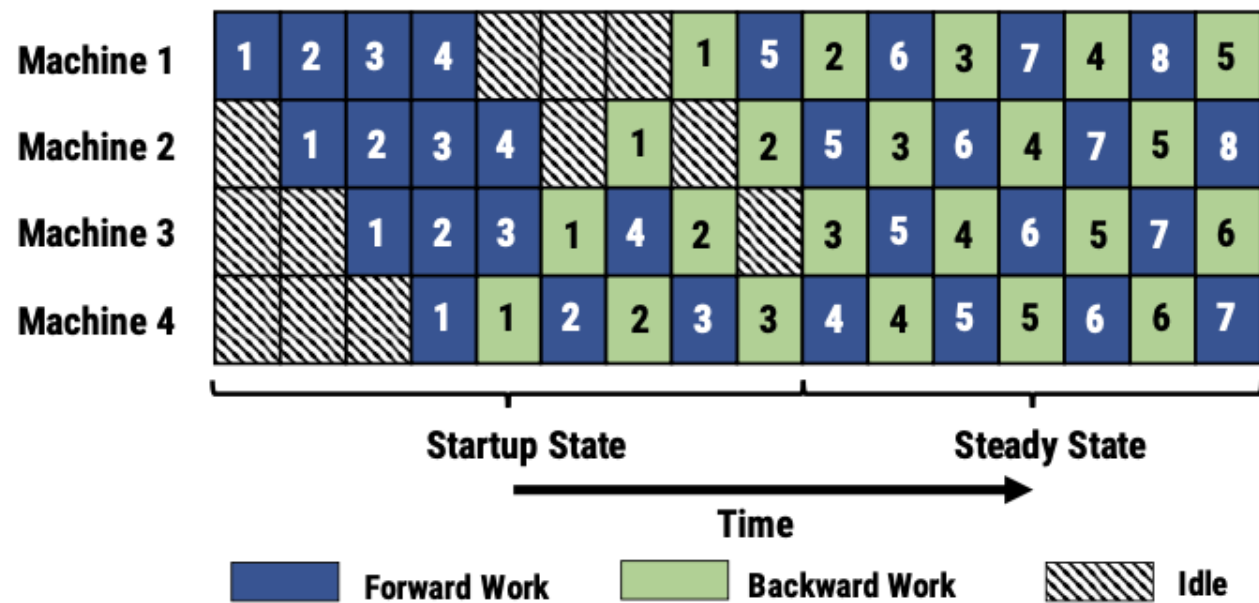 Machine 1 1 2 3 4 1 5 2 6 3 7 4 8 5
Machine 2 1 2 3 4 1 2 5 3 6 4 7 5 8
Machine 3 1 2 3 1 4 2 3 5 4 6 5 7 6
Machine 4 1 1 2 2 3 3 4 4 5 5 6 6 7
Startup State Steady State
Time
Forward Work Backward Work Idle